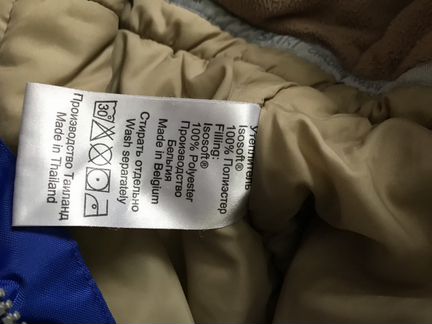 Утеплитель
Isosoft®
100% Полиэстер
Filling:
Isosoft®
100% Polyester
Производство
Бельгия
Made in Belgium
Стирать отдельно
Wash separately
30°
Производство Таиланд
Made in Thailand